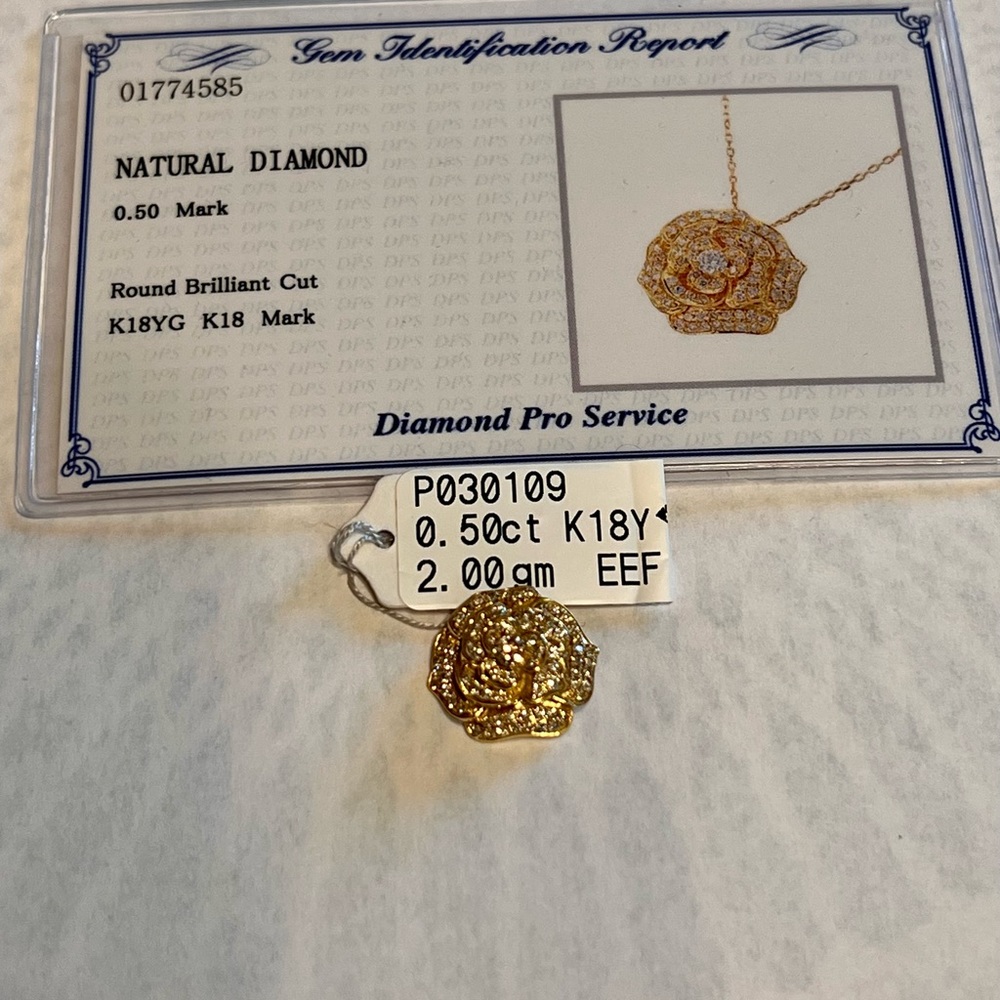 Gem Identification Report
01774585
NATURAL DIAMOND
0.50 Mark
Round Brilliant Cut
K18YG K18 Mark
Diamond Pro Service
P030109
0.50ct K18Y
2.00gm EEF